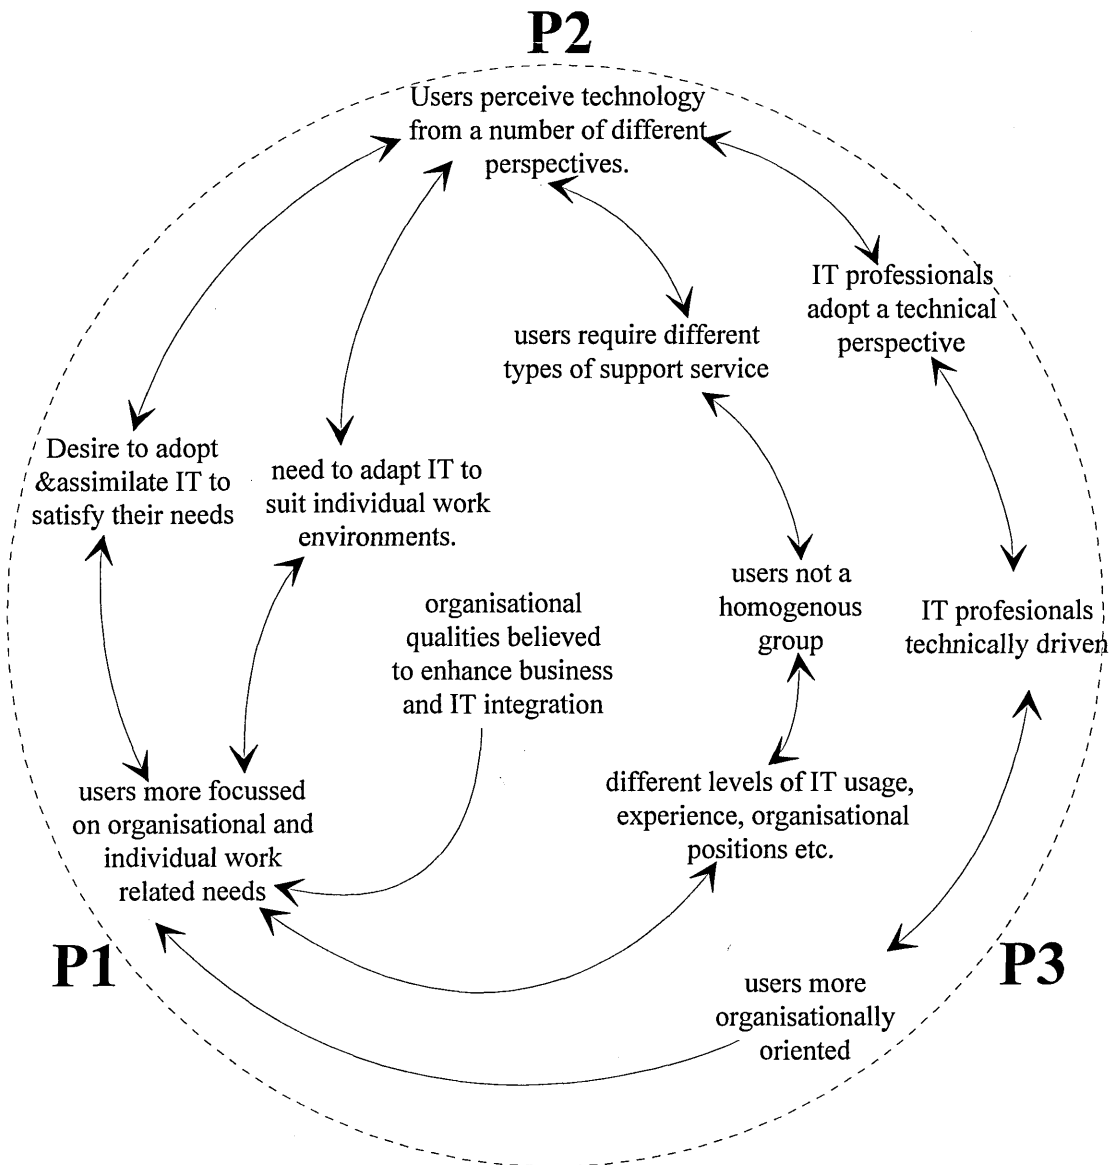 P2
Users perceive technology
from a number of different
perspectives.
IT professionals
adopt a technical
perspective
users require different
types of support service
Desire to adopt
&assimilate IT to
satisfy their needs
need to adapt IT to
suit individual work
environments.
organisational
qualities believed
to enhance business
and IT integration
users not a
homogenous
group
IT profesionals
technically driven
users more focussed
on organisational and
individual work
related needs
different levels of IT usage,
experience, organisational
positions etc.
P1
P3
users more
organisationally
oriented